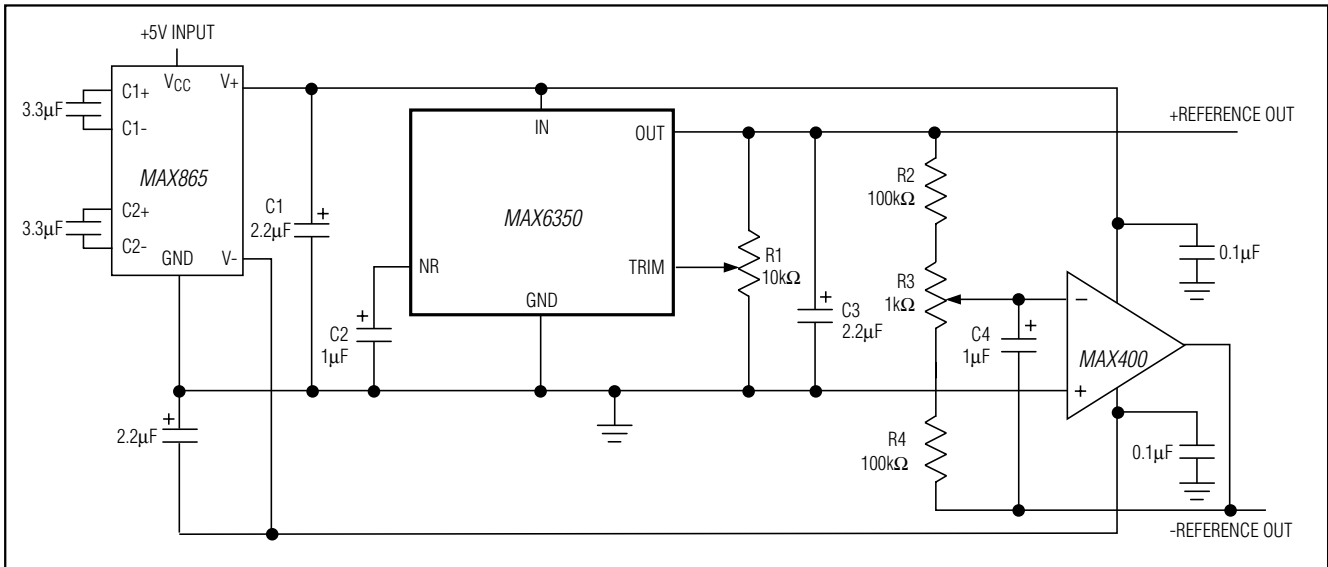 +5V INPUT
VCC
V+
C1+
3.3µF
C1-
MAX865
C2+
3.3µF
C2-
GND
V-
C1
+
2.2µF
IN
OUT
MAX6350
NR
TRIM
GND
+
C2
1µF
R1
10kΩ
+
C3
2.2µF
+REFERENCE OUT
R2
100kΩ
R3
1kΩ
+
C4
1µF
−
MAX400
+
0.1µF
0.1µF
R4
100kΩ
+
2.2µF
-REFERENCE OUT